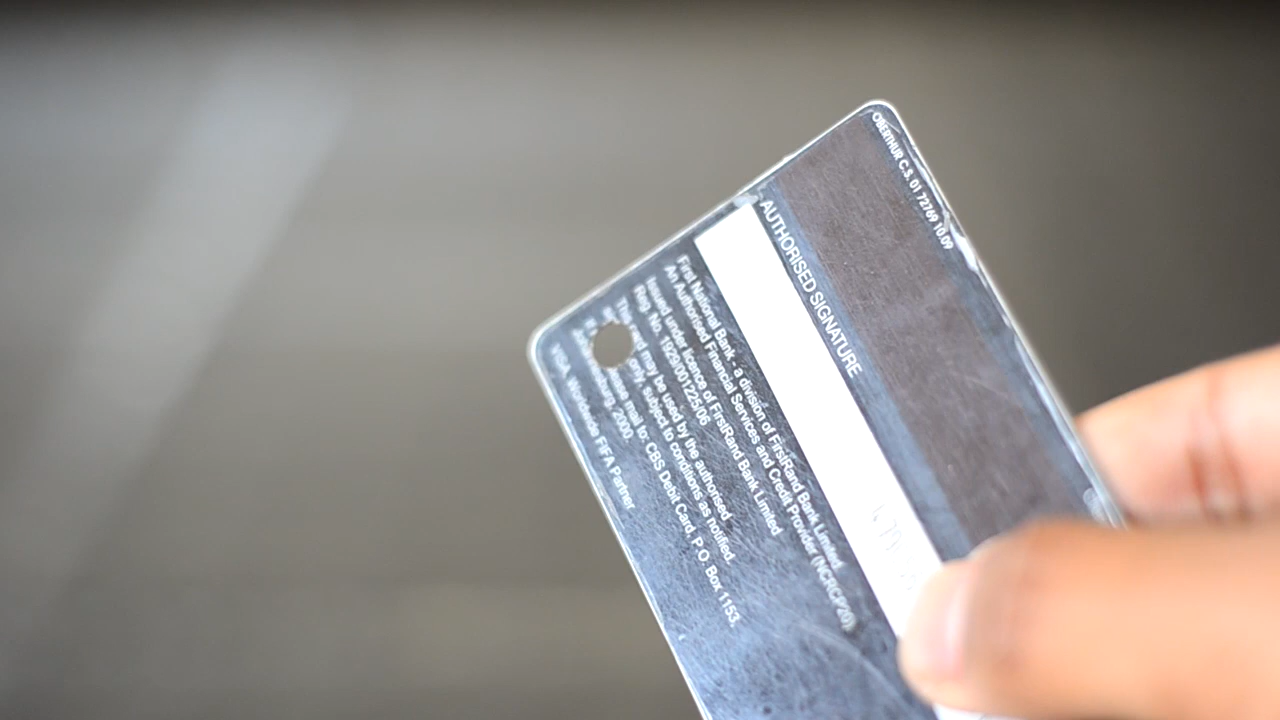 OBERTHUR C.S. 01 72769 10.09
AUTHORISED SIGNATURE
First National Bank - a division of FirstRand Bank Limited.
An Authorised Financial Services and Credit Provider (NCRCP20).
Issued under licence of FirstRand Bank Limited
Reg. No. 1929/001225/06
The card may be used by the authorised
only, subject to conditions as notified.
mail to: CBS Debit Card, P.O. Box 1153,
Johannesburg, 2000.
VISA, Worldwide FIFA Partner